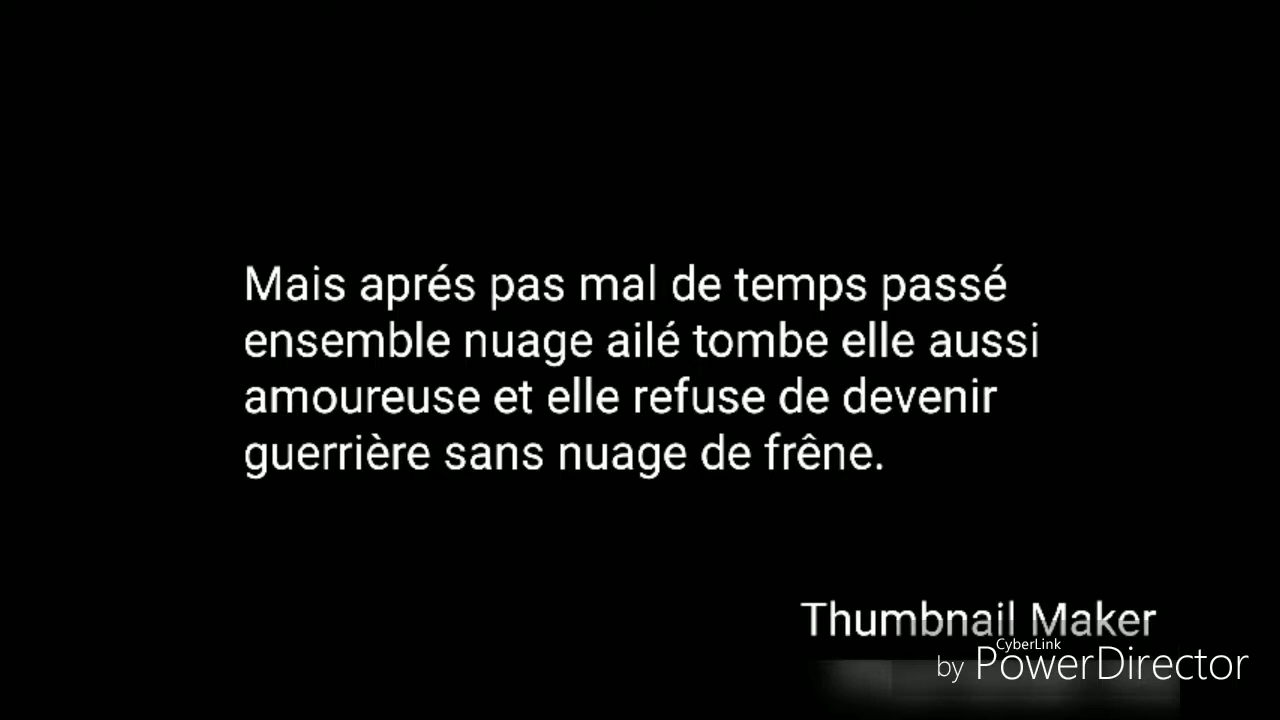 Mais aprés pas mal de temps passé
ensemble nuage ailé tombe elle aussi
amoureuse et elle refuse de devenir
guerrière sans nuage de frêne.
Thumbnail Maker
CyberLink
by PowerDirector